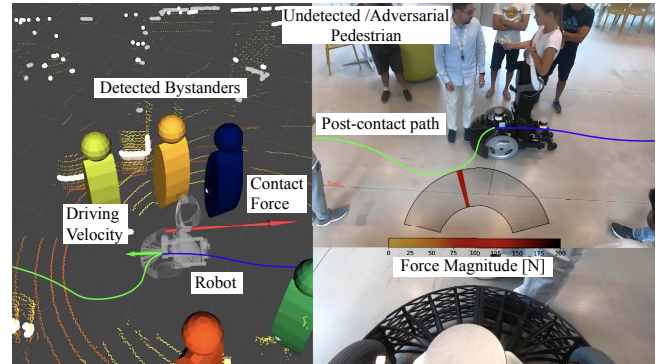 Undetected /Adversarial
Pedestrian
Detected Bystanders
Post-contact path
Contact
Force
Driving
Velocity
Robot
0 25 50 75 100 125 150 175 200
Force Magnitude [N]